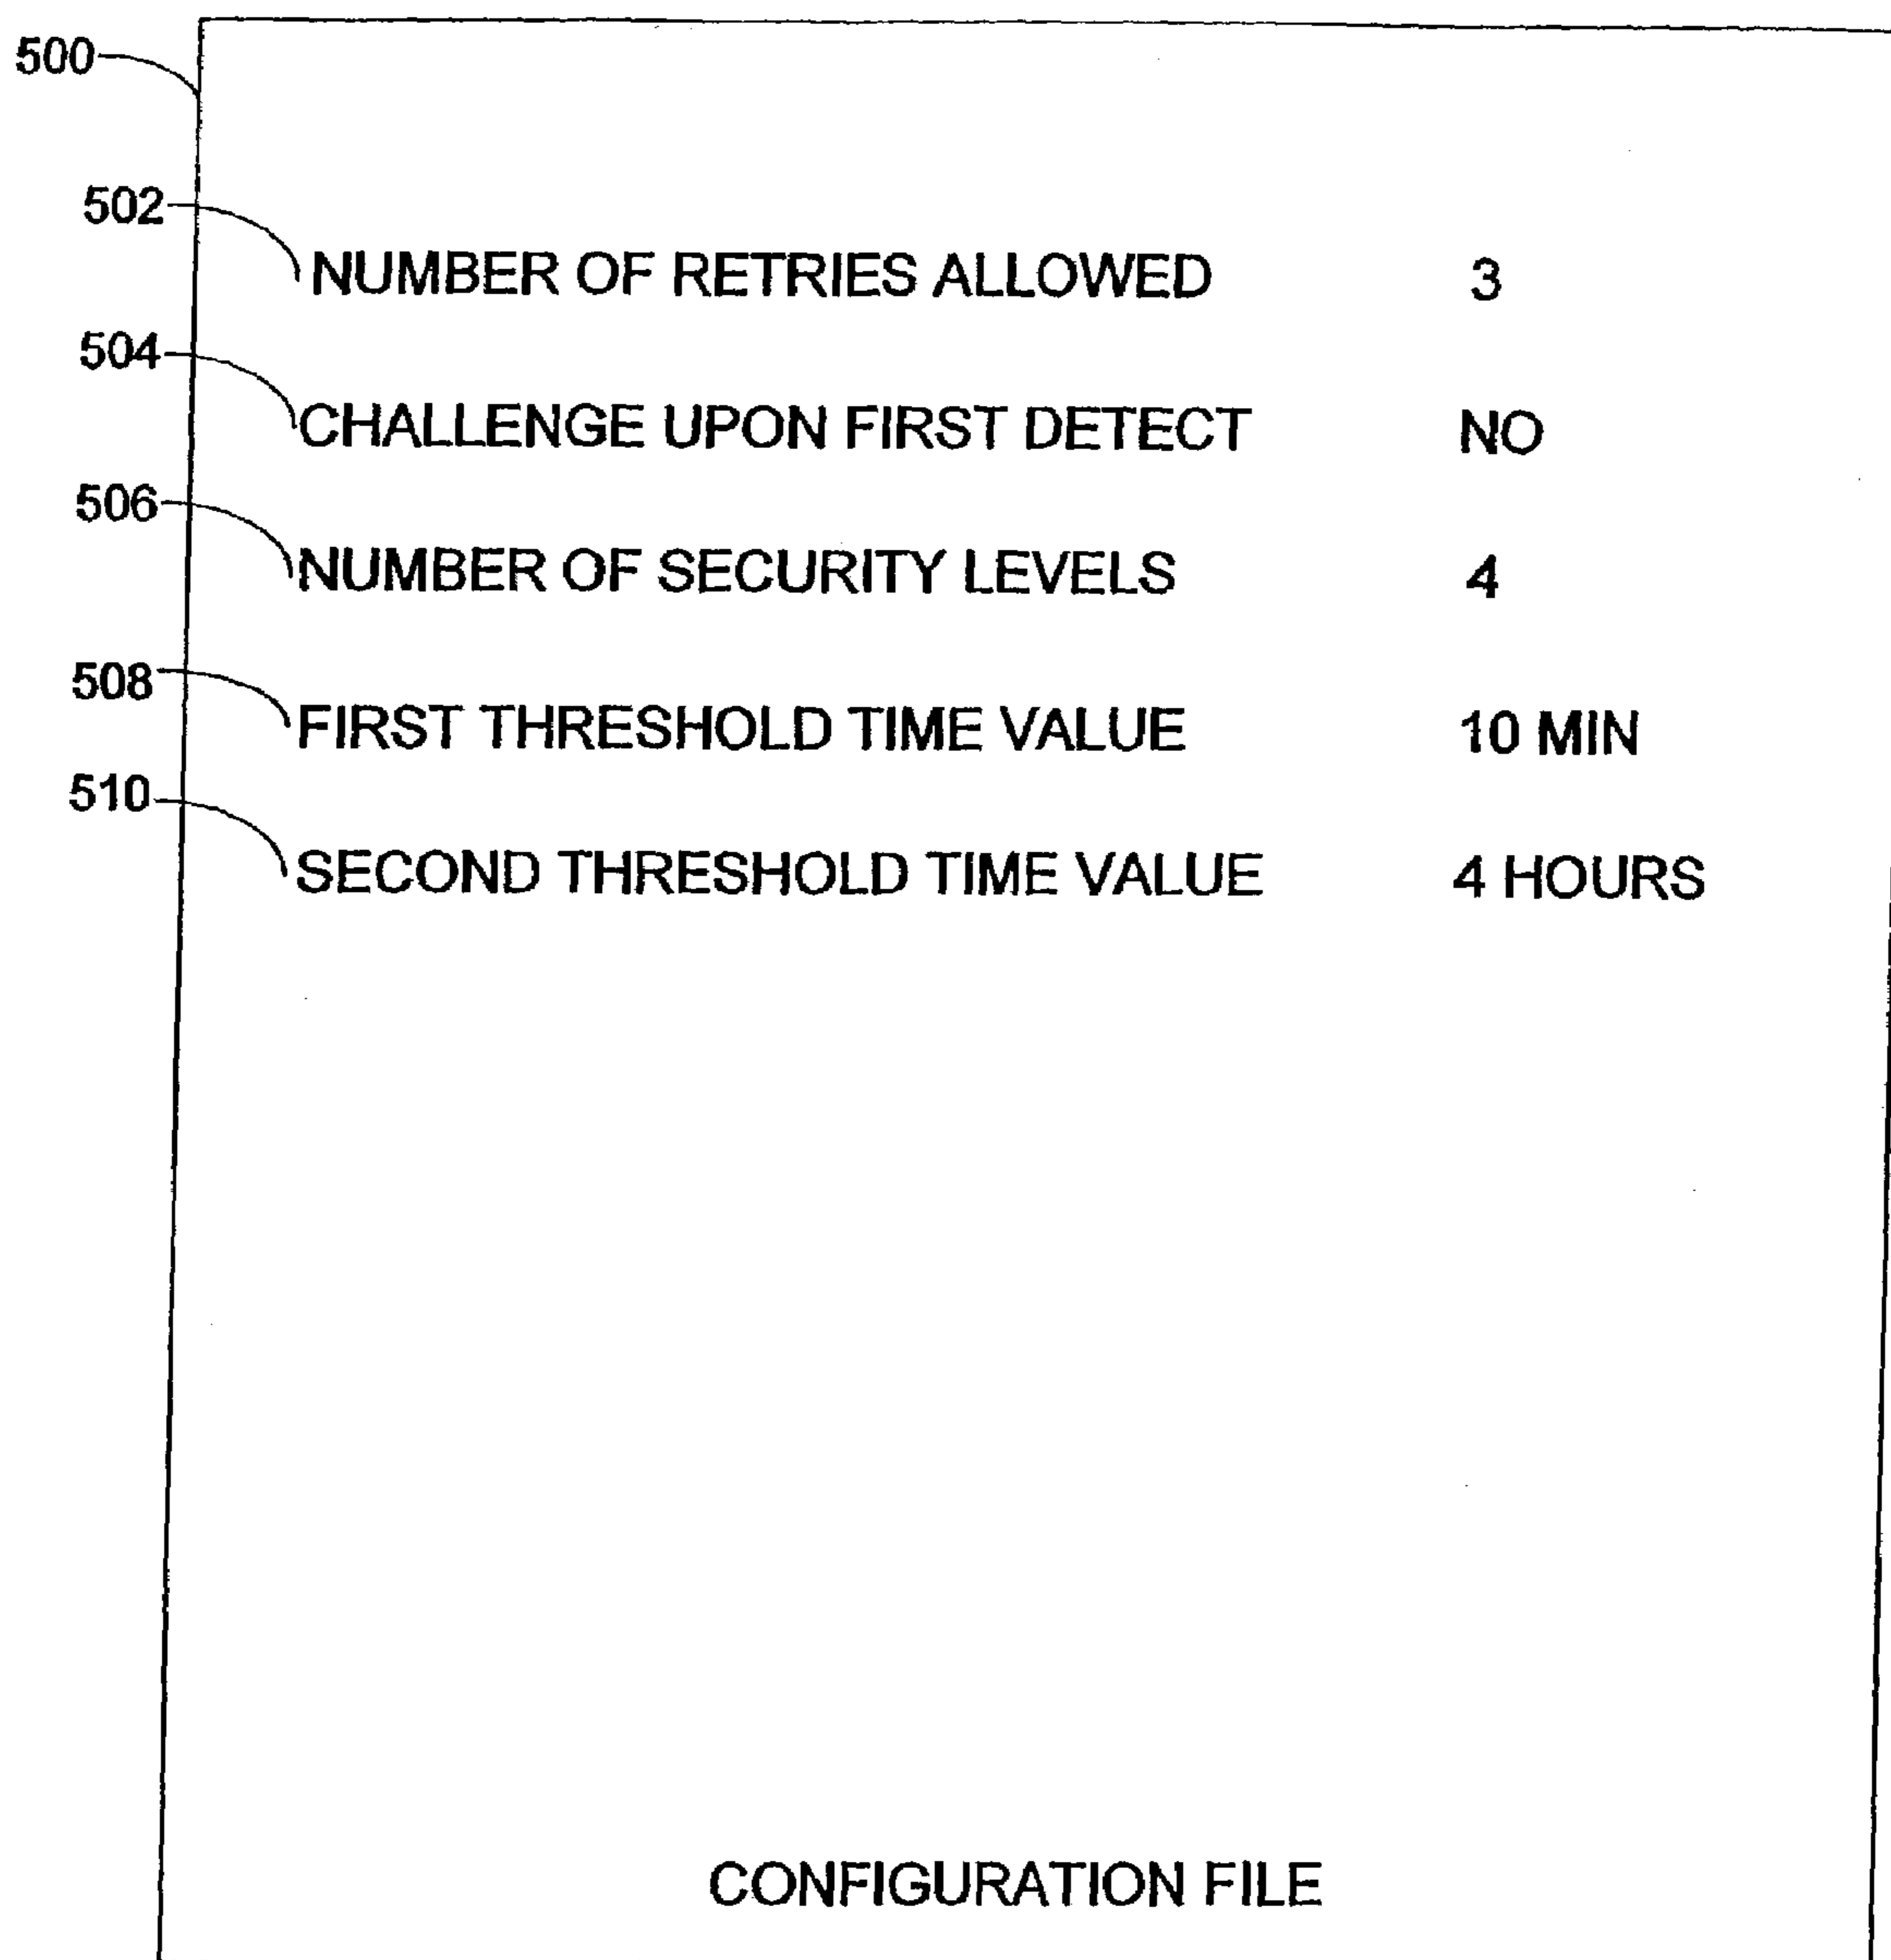 500
502
NUMBER OF RETRIES ALLOWED 3
504
CHALLENGE UPON FIRST DETECT NO
506
NUMBER OF SECURITY LEVELS 4
508
FIRST THRESHOLD TIME VALUE 10 MIN
510
SECOND THRESHOLD TIME VALUE 4 HOURS
CONFIGURATION FILE